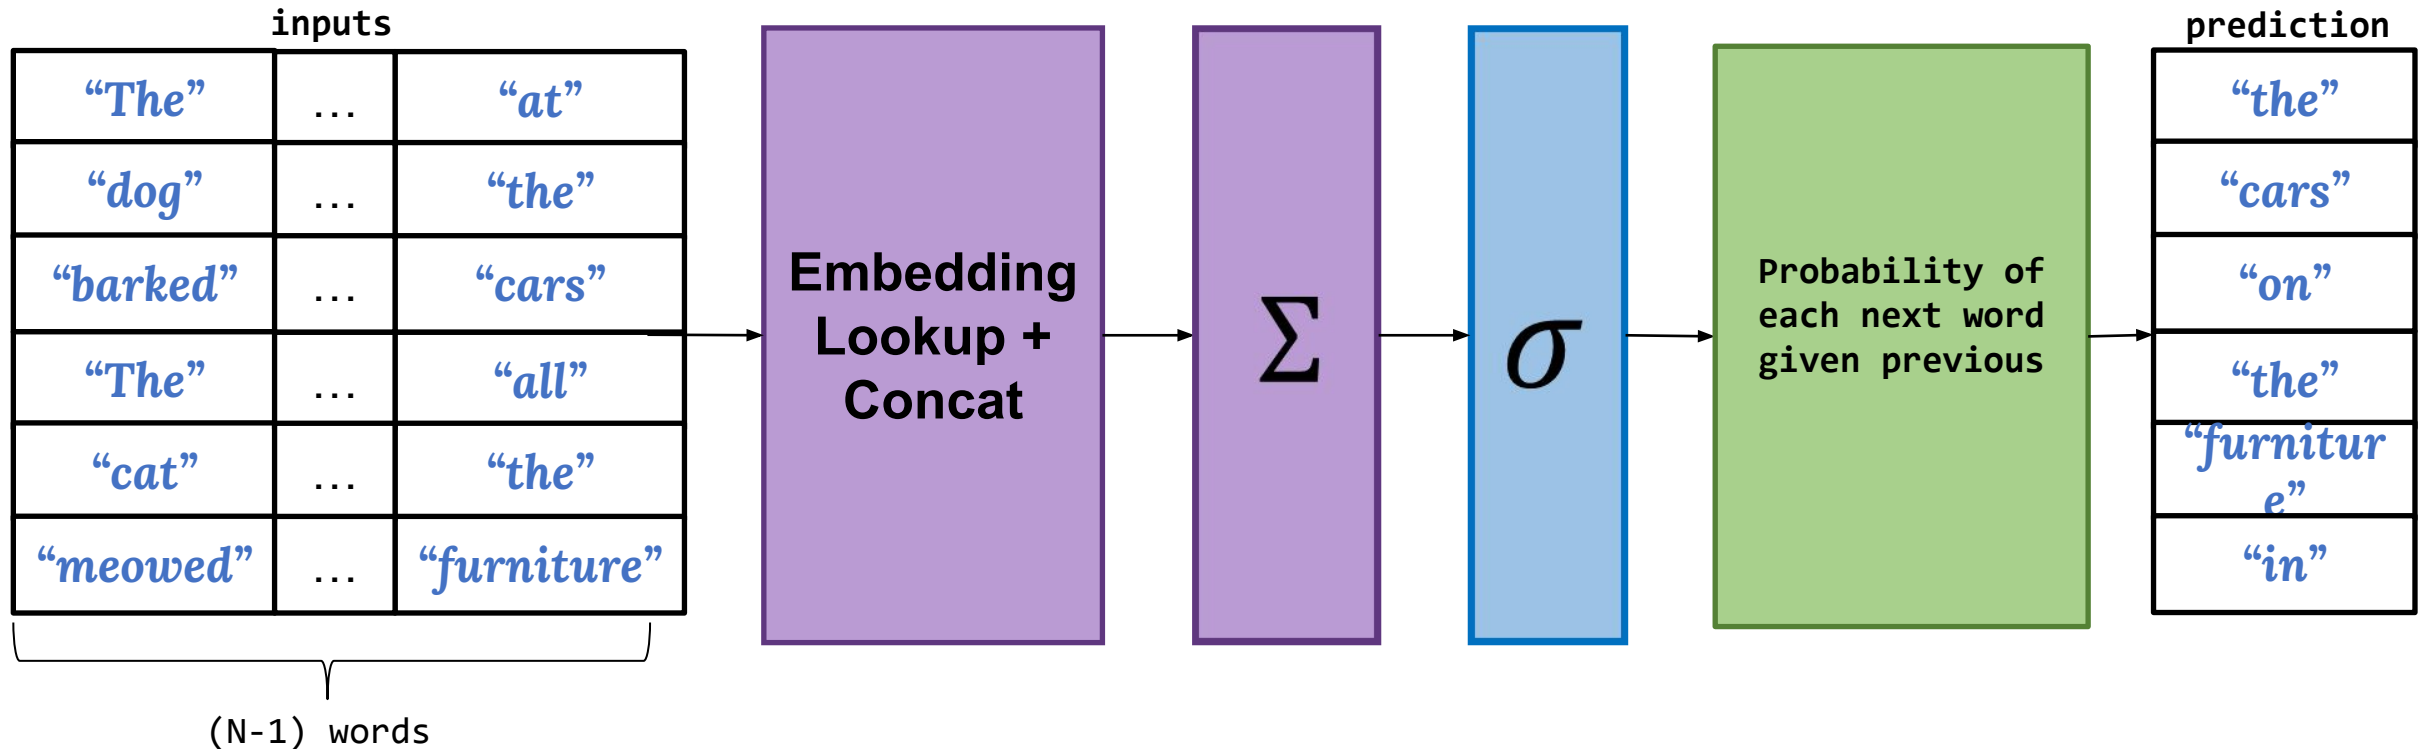 inputs
prediction
“The” ... “at”
“the”
“dog” ... “the”
“cars”
“barked” ... “cars”
“on”
“The” ... “all”
“the”
“cat” ... “the”
“furnitur
e”
“meowed” ... “furniture”
“in”
Embedding
Lookup +
Concat
Σ
σ
Probability of
each next word
given previous
(N-1) words